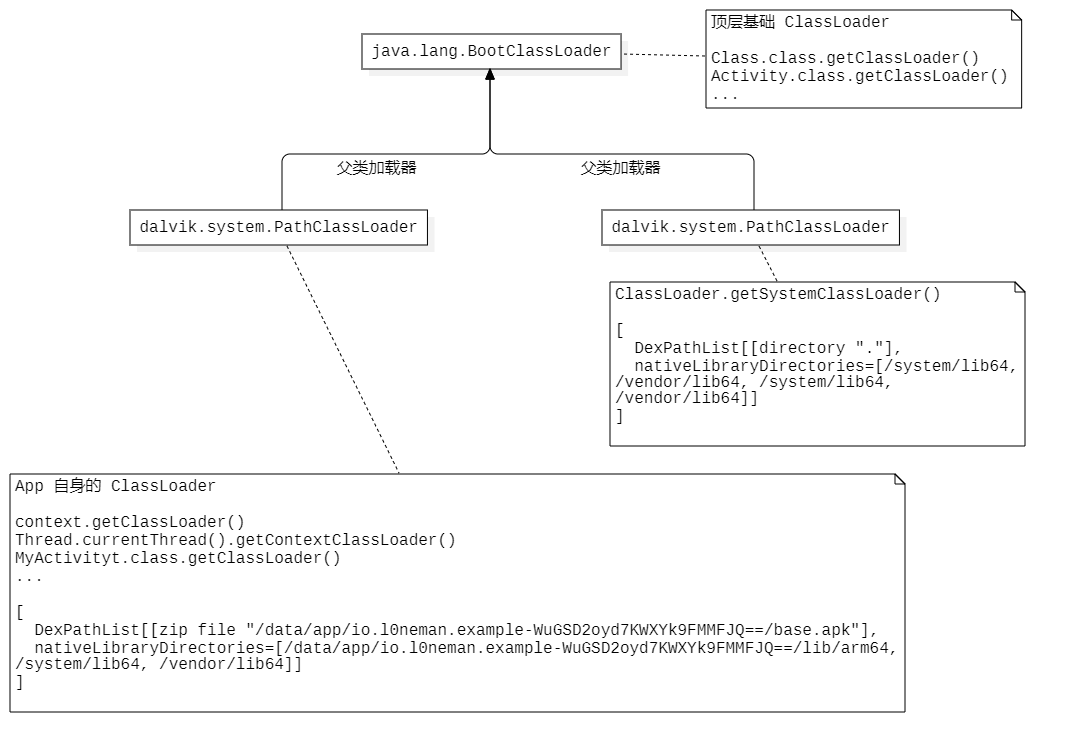 顶层基础 ClassLoader
Class.class.getClassLoader()
Activity.class.getClassLoader()
...
java.lang.BootClassLoader
父类加载器
父类加载器
dalvik.system.PathClassLoader
dalvik.system.PathClassLoader
ClassLoader.getSystemClassLoader()
[
DexPathList[[directory "."],
nativeLibraryDirectories=[/system/lib64,
/vendor/lib64, /system/lib64,
/vendor/lib64]]
]
App 自身的 ClassLoader
context.getClassLoader()
Thread.currentThread().getContextClassLoader()
MyActivityt.class.getClassLoader()
...
[
DexPathList[[zip file "/data/app/io.l0neman.example-WuGSD2oyd7KWXYk9FMMFJQ==/base.apk"],
nativeLibraryDirectories=[/data/app/io.l0neman.example-WuGSD2oyd7KWXYk9FMMFJQ==/lib/arm64,
/system/lib64, /vendor/lib64]]
]